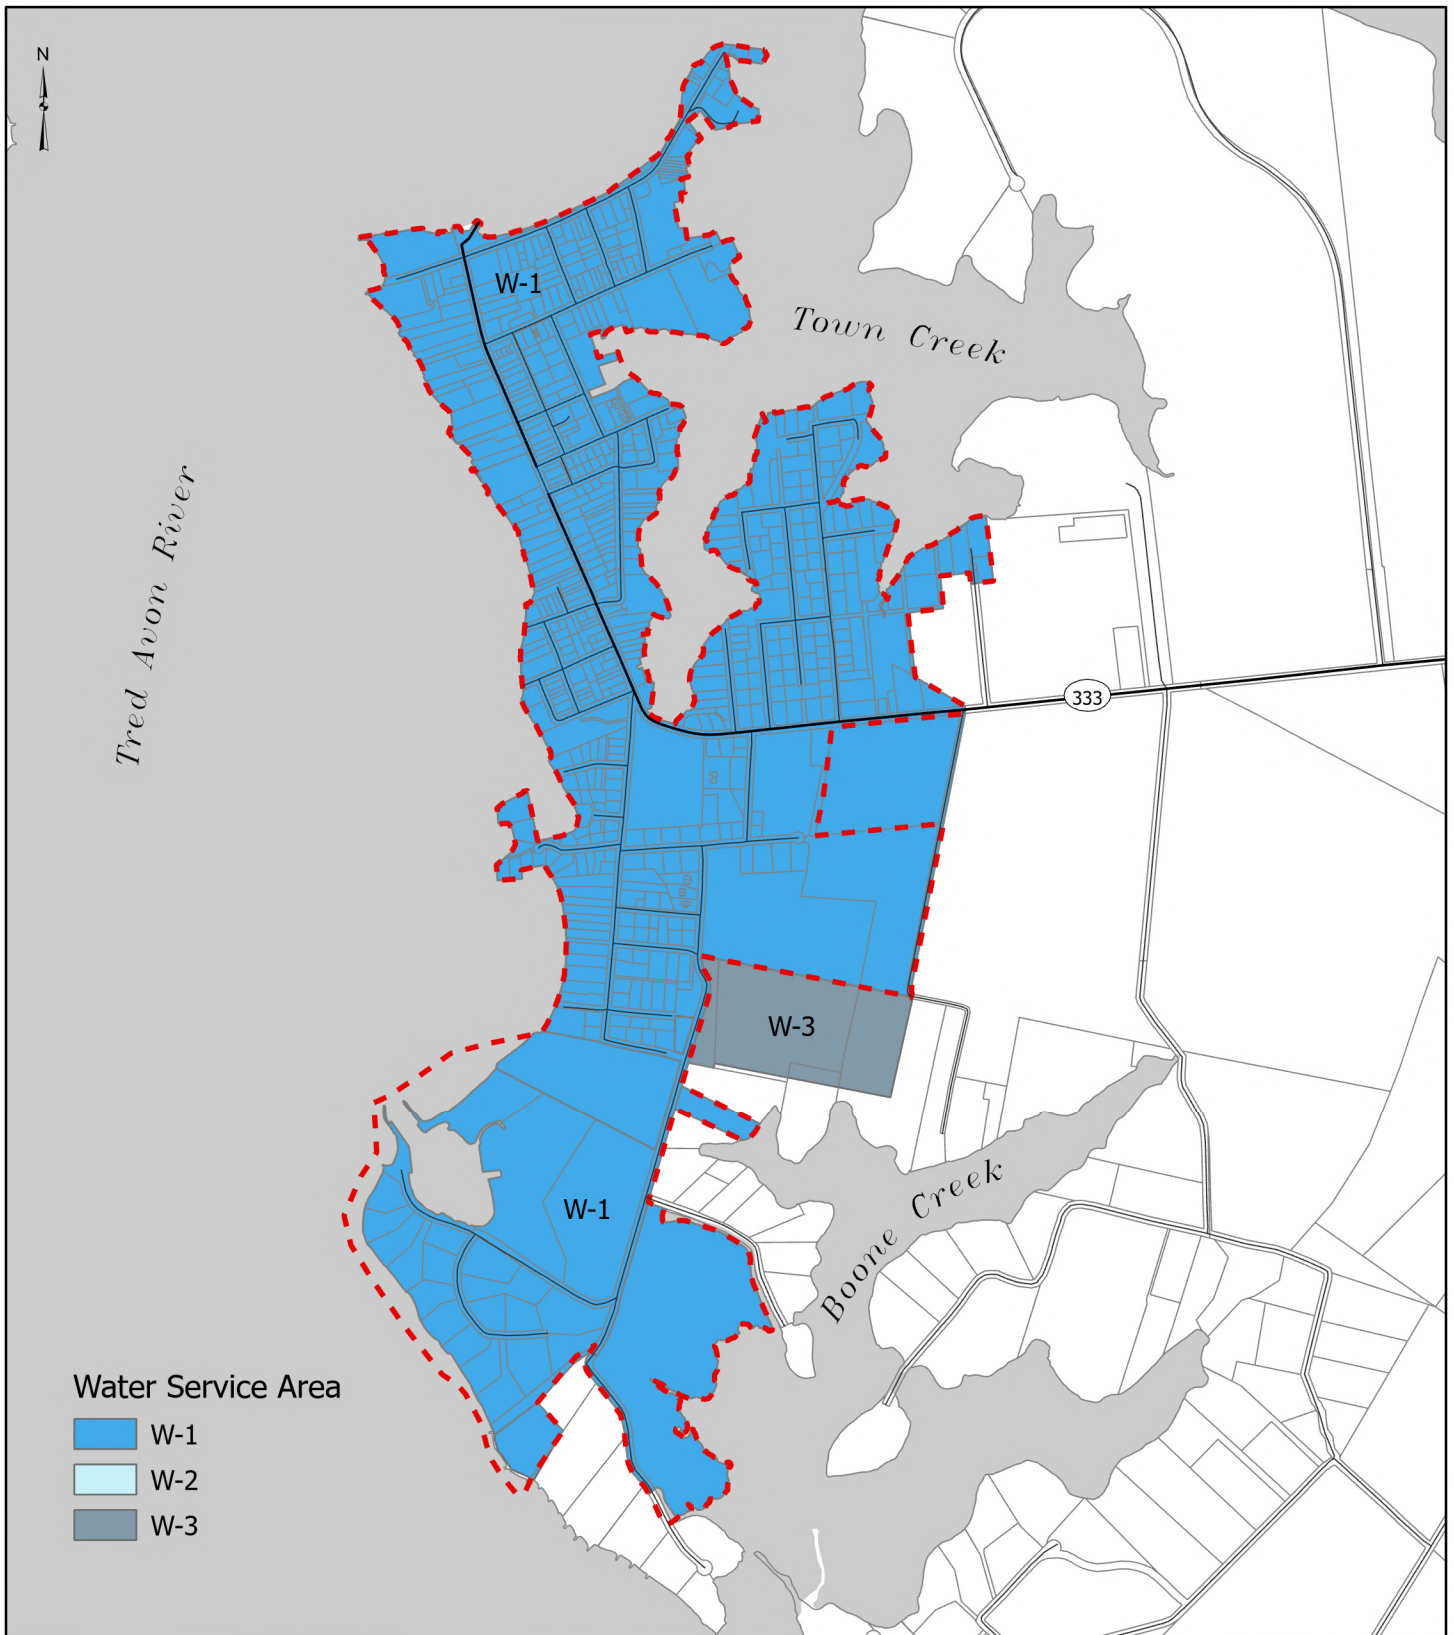 N
W-1
Town Creek
Tred Avon River
333
W-3
Boone Creek
W-1
Water Service Area
W-1
W-2
W-3